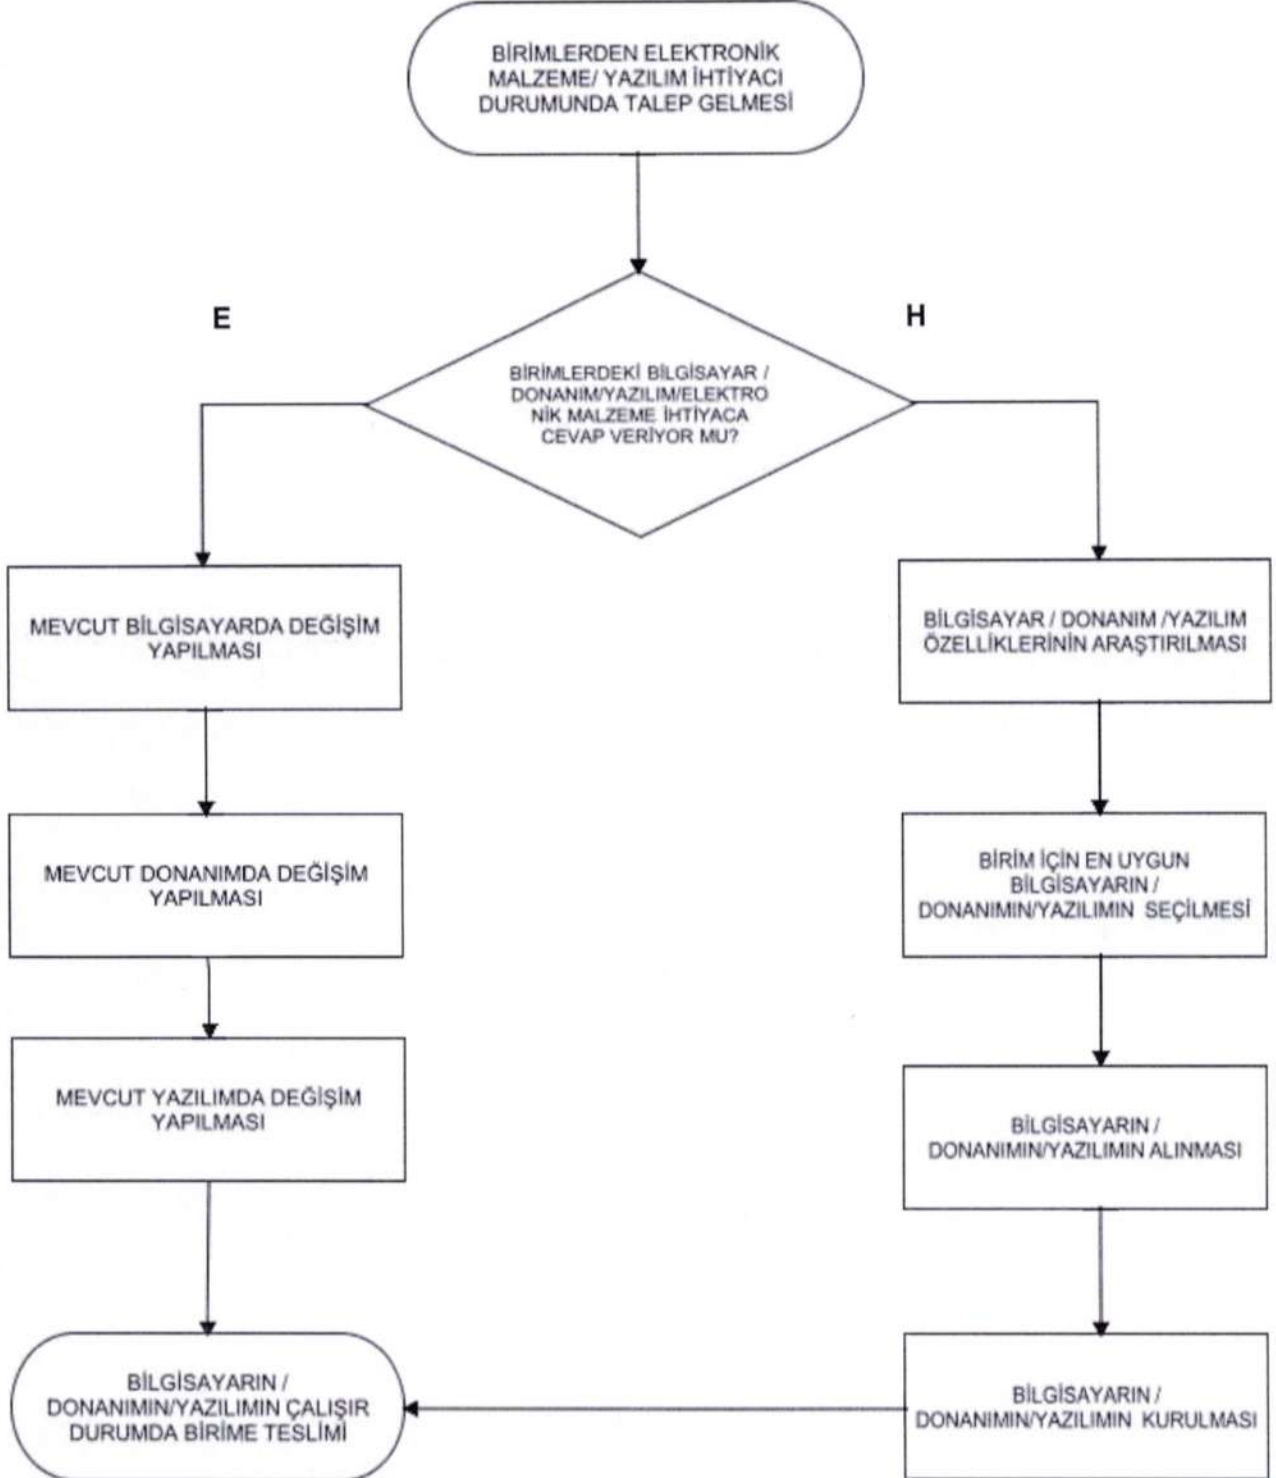 BİRİMLERDEN ELEKTRONİK
MALZEME/ YAZILIM İHTİYACI
DURUMUNDA TALEP GELMESİ
E
H
BİRİMLERDEKİ BİLGİSAYAR /
DONANIM/YAZILIM/ELEKTRO
NİK MALZEME İHTİYACA
CEVAP VERİYOR MU?
MEVCUT BİLGİSAYARDA DEĞİŞİM
YAPILMASI
BİLGİSAYAR / DONANIM /YAZILIM
ÖZELLİKLERİNİN ARAŞTIRILMASI
MEVCUT DONANIMDA DEĞİŞİM
YAPILMASI
BİRİM İÇİN EN UYGUN
BİLGİSAYARIN /
DONANIMIN/YAZILIMIN SEÇİLMESİ
MEVCUT YAZILIMDA DEĞİŞİM
YAPILMASI
BİLGİSAYARIN /
DONANIMIN/YAZILIMIN ALINMASI
BİLGİSAYARIN /
DONANIMIN/YAZILIMIN ÇALIŞIR
DURUMDA BİRİME TESLİMİ
BİLGİSAYARIN /
DONANIMIN/YAZILIMIN KURULMASI